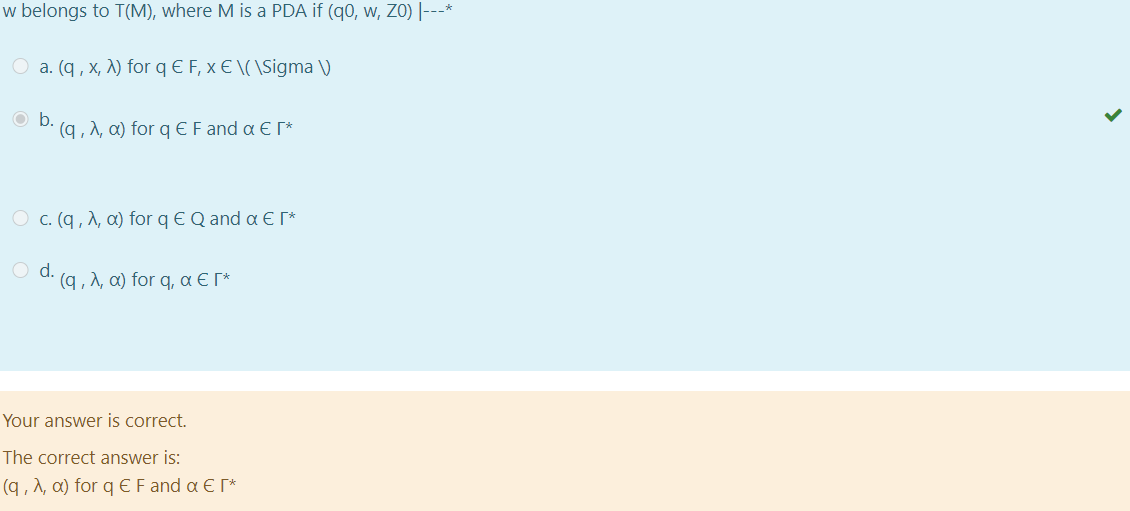 w belongs to T(M), where M is a PDA if (q0, w, Z0) |---*
a. (q , x, λ) for q Є F, x Є \( \Sigma \)
b. (q , λ, α) for q Є F and α Є Γ*
c. (q , λ, α) for q Є Q and α Є Γ*
d. (q , λ, α) for q, α Є Γ*
Your answer is correct.
The correct answer is:
(q , λ, α) for q Є F and α Є Γ*